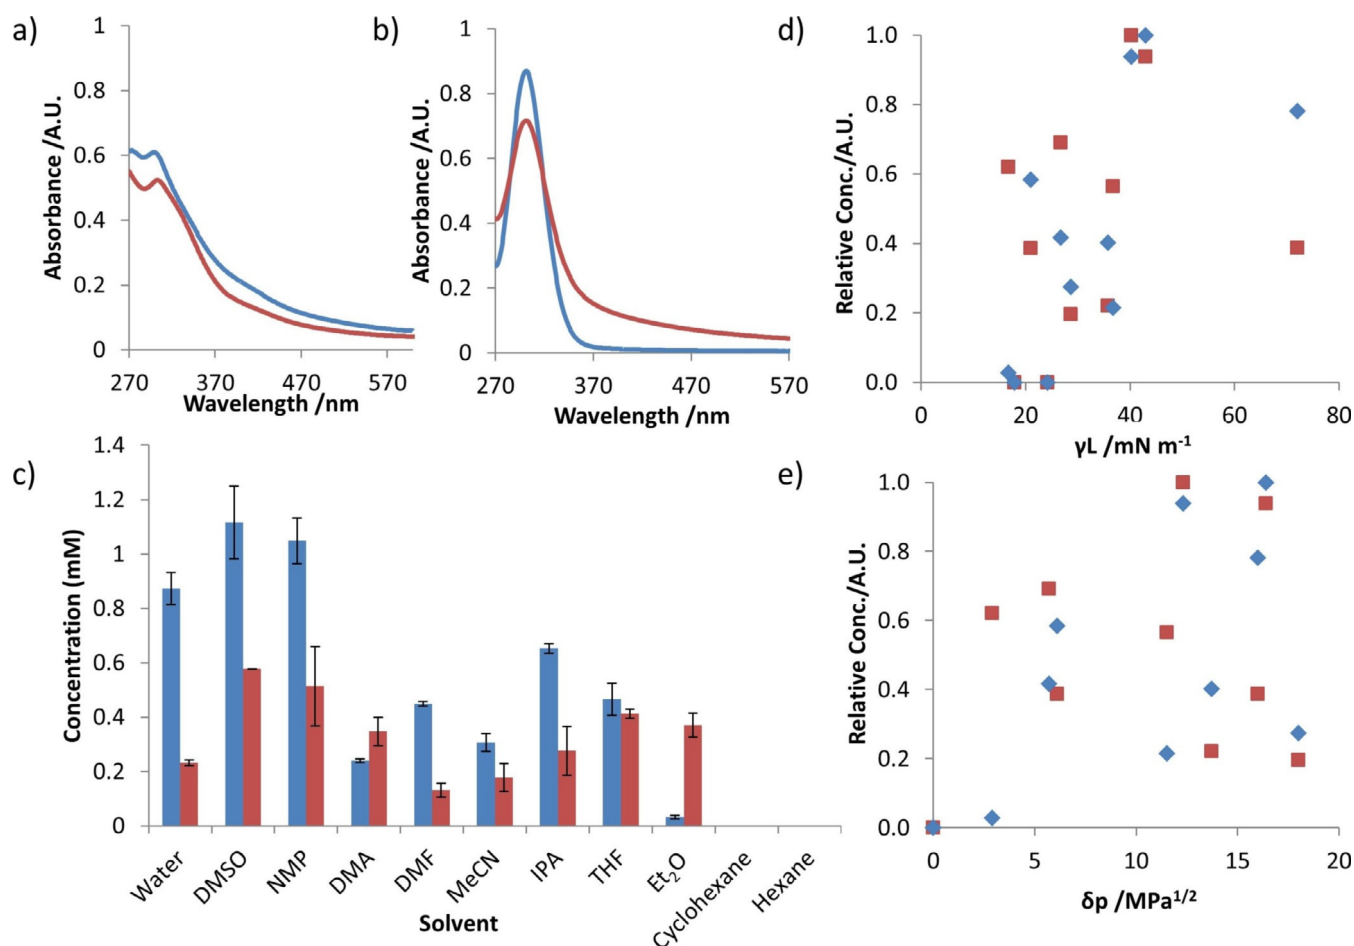 a)
1
0.8
0.6
0.4
0.2
0
Absorbance /A.U.
270 370 470 570
Wavelength /nm
b)
1
0.8
0.6
0.4
0.2
0
Absorbance /A.U.
270 370 470 570
Wavelength /nm
c)
1.4
1.2
1
0.8
0.6
0.4
0.2
0
Concentration (mM)
Water DMSO NMP DMA DMF MeCN IPA THF Et₂O Cyclohexane Hexane
Solvent
d)
1.0
0.8
0.6
0.4
0.2
0.0
Relative Conc./A.U.
0 20 40 60 80
γL /mN m⁻¹
e)
1.0
0.8
0.6
0.4
0.2
0.0
Relative Conc./A.U.
0 5 10 15 20
δp /MPa¹ᐟ²